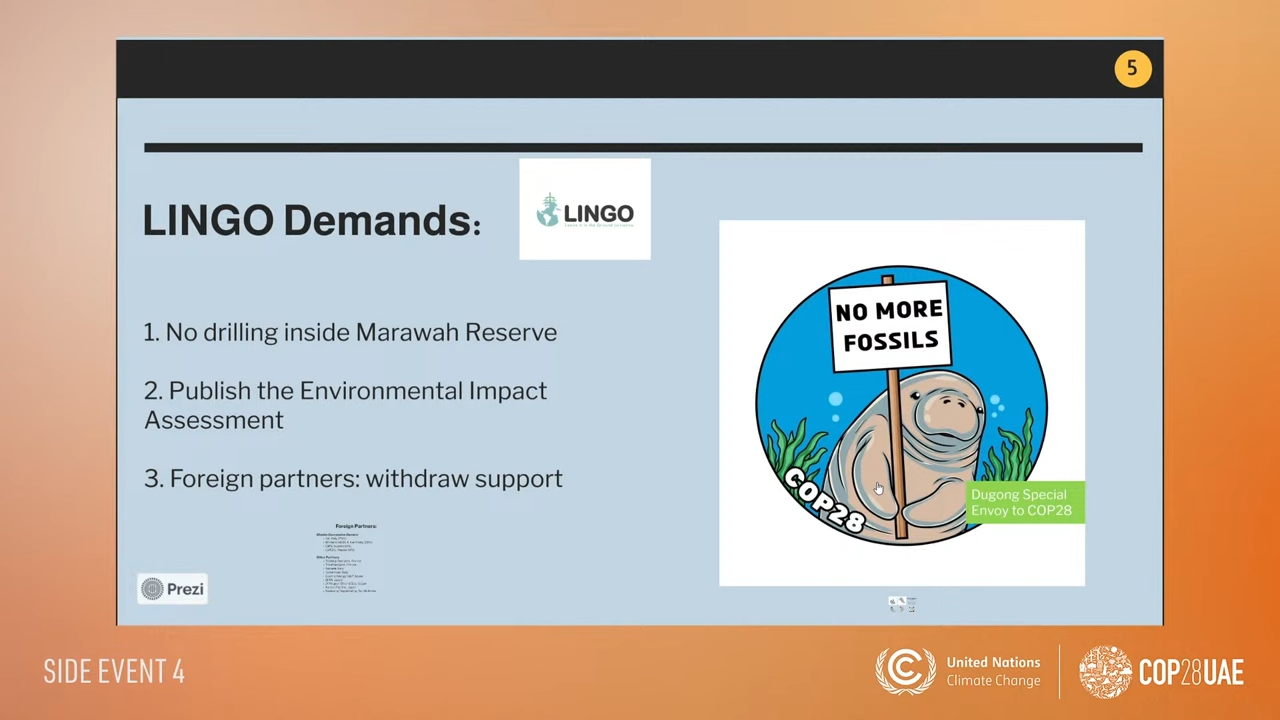 5
LINGO Demands:
LINGO
1. No drilling inside Marawah Reserve
2. Publish the Environmental Impact
Assessment
3. Foreign partners: withdraw support
Foreign Partners:
Prezi
NO MORE
FOSSILS
COP28
Dugong Special
Envoy to COP28
SIDE EVENT 4
United Nations
Climate Change
COP28UAE